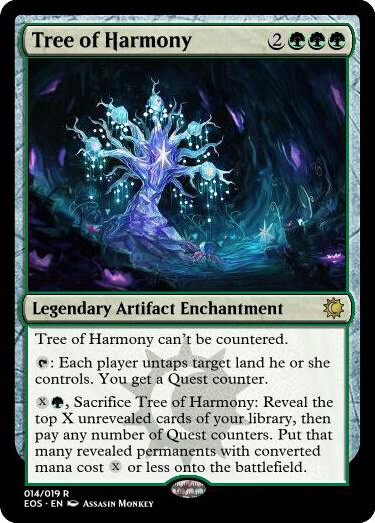 Tree of Harmony 2
Legendary Artifact Enchantment
Tree of Harmony can't be countered.
: Each player untaps target land he or she
controls. You get a Quest counter.
X , Sacrifice Tree of Harmony: Reveal the
top X unrevealed cards of your library, then
pay any number of Quest counters. Put that
many revealed permanents with converted
mana cost X or less onto the battlefield.
014/019 R
EOS • EN Assasin Monkey